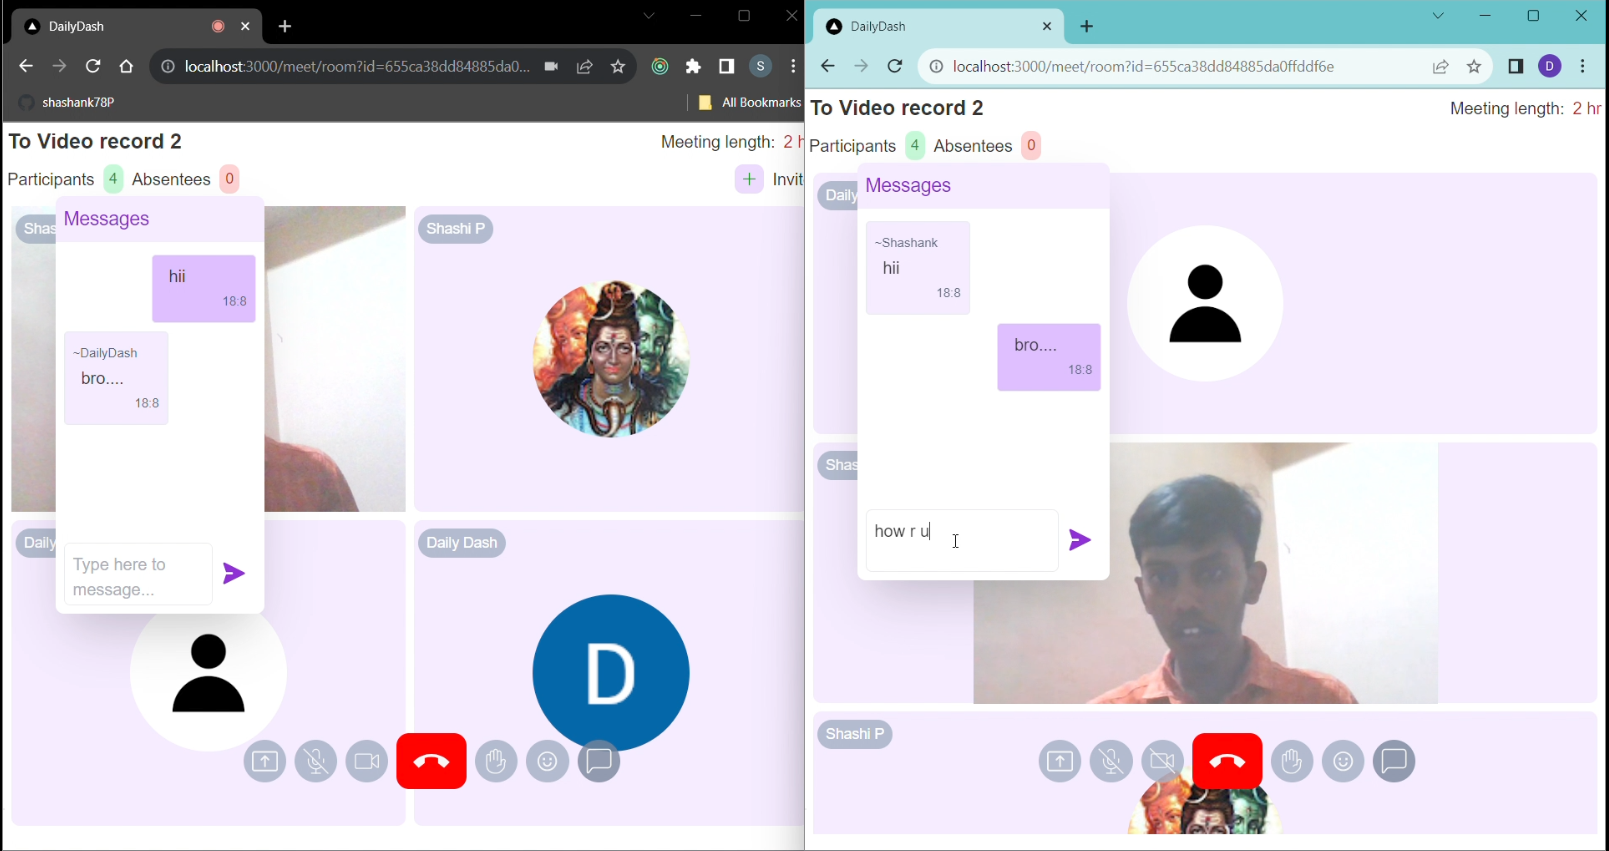 DailyDash
localhost:3000/meet/room?id=655ca38dd84885da0...
S
shashank78P
All Bookmarks
To Video record 2
Meeting length: 2 h
Participants 4 Absentees 0
+ Invit
Shas
Messages
hii
18:8
~DailyDash
bro....
18:8
Type here to
message...
Shashi P
Daily
Daily Dash
D
DailyDash
localhost:3000/meet/room?id=655ca38dd84885da0ffddf6e
D
To Video record 2
Meeting length: 2 hr
Participants 4 Absentees 0
Daily
Messages
~Shashank
hii
18:8
bro....
18:8
how r u
Shas
Shashi P